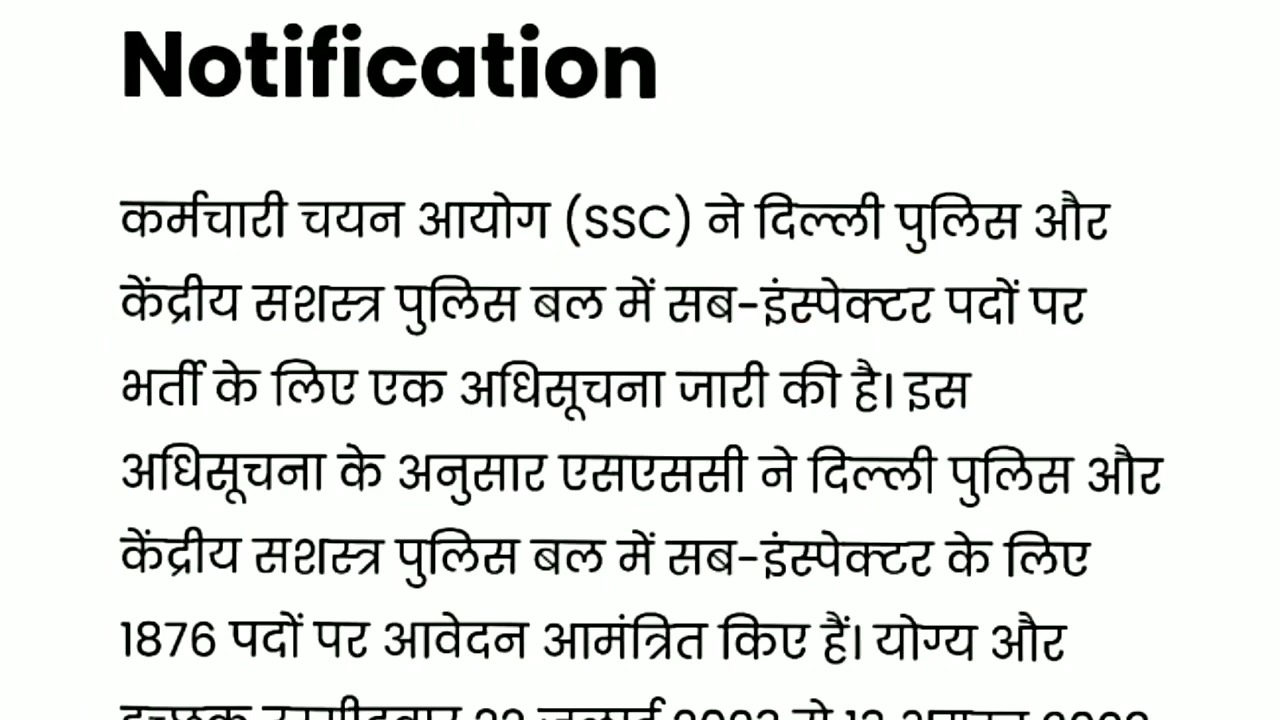 Notification
कर्मचारी चयन आयोग (SSC) ने दिल्ली पुलिस और
केंद्रीय सशस्त्र पुलिस बल में सब-इंस्पेक्टर पदों पर
भर्ती के लिए एक अधिसूचना जारी की है। इस
अधिसूचना के अनुसार एसएससी ने दिल्ली पुलिस और
केंद्रीय सशस्त्र पुलिस बल में सब-इंस्पेक्टर के लिए
1876 पदों पर आवेदन आमंत्रित किए हैं। योग्य और